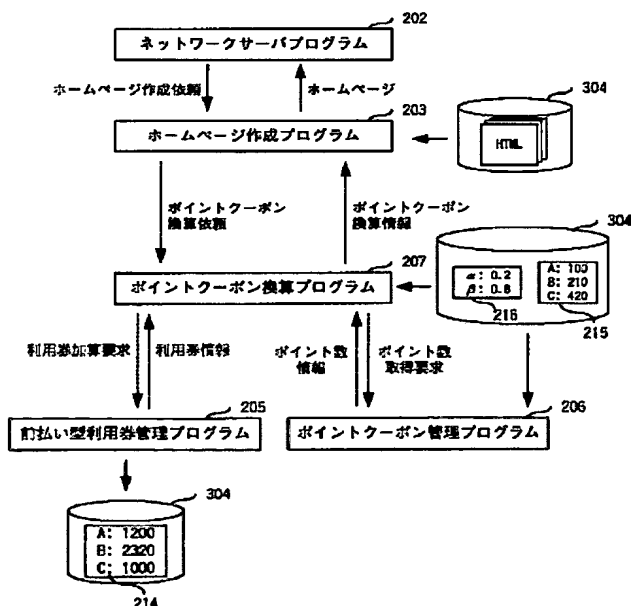 202
ネットワークサーバプログラム
ホームページ作成依頼
ホームページ
203
304
ホームページ作成プログラム
HTML
ポイントクーポン
換算依頼
ポイントクーポン
換算情報
304
207
ポイントクーポン換算プログラム
α: 0.2
β: 0.8
216
A: 100
B: 210
C: 420
215
利用券加算要求
利用券情報
ポイント数
情報
ポイント数
取得要求
205
206
前払い型利用券管理プログラム
ポイントクーポン管理プログラム
304
A: 1200
B: 2320
C: 1000
214